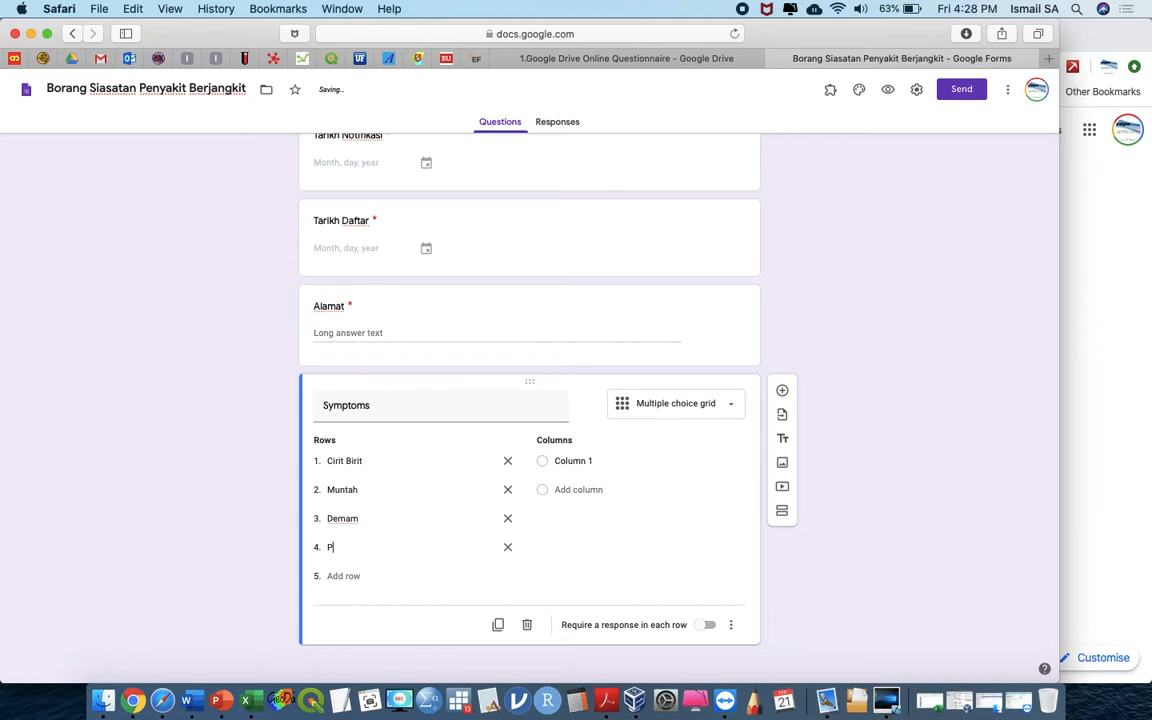 Safari File Edit View History Bookmarks Window Help 63% Fri 4:28 PM Ismail SA
docs.google.com
UF EU EF 1.Google Drive Online Questionnaire - Google Drive Borang Siasatan Penyakit Berjangkit - Google Forms
Borang Siasatan Penyakit Berjangkit Saving... Send
Other Bookmarks
Questions Responses
Tarikh Notifikasi
Month, day, year
Tarikh Daftar *
Month, day, year
Alamat *
Long answer text
Symptoms Multiple choice grid
Rows Columns
1. Cirit Birit Column 1
2. Muntah Add column
3. Demam
4. P
5. Add row
Require a response in each row
Customise